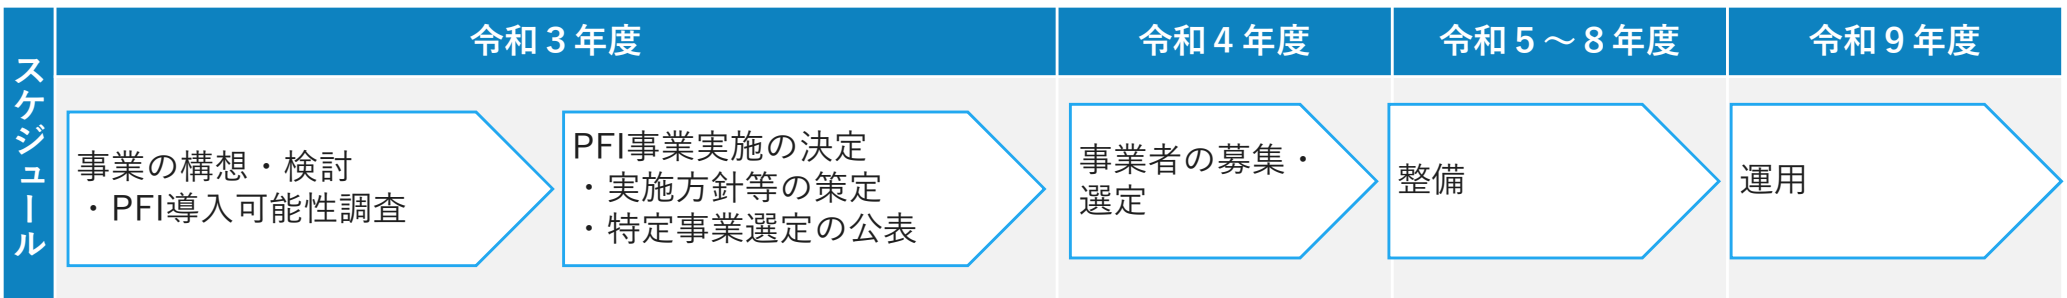 スケジュール
令和３年度
令和４年度
令和５～８年度
令和９年度
事業の構想・検討
・PFI導入可能性調査
PFI事業実施の決定
・実施方針等の策定
・特定事業選定の公表
事業者の募集・
選定
整備
運用